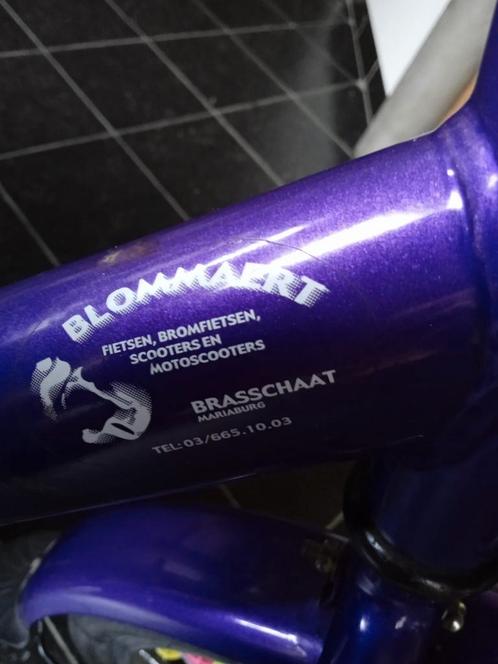 BLOMMAERT
FIETSEN, BROMFIETSEN,
SCOOTERS EN
MOTOSCOOTERS
BRASSCHAAT
MARIABURG
TEL: 03/665.10.03